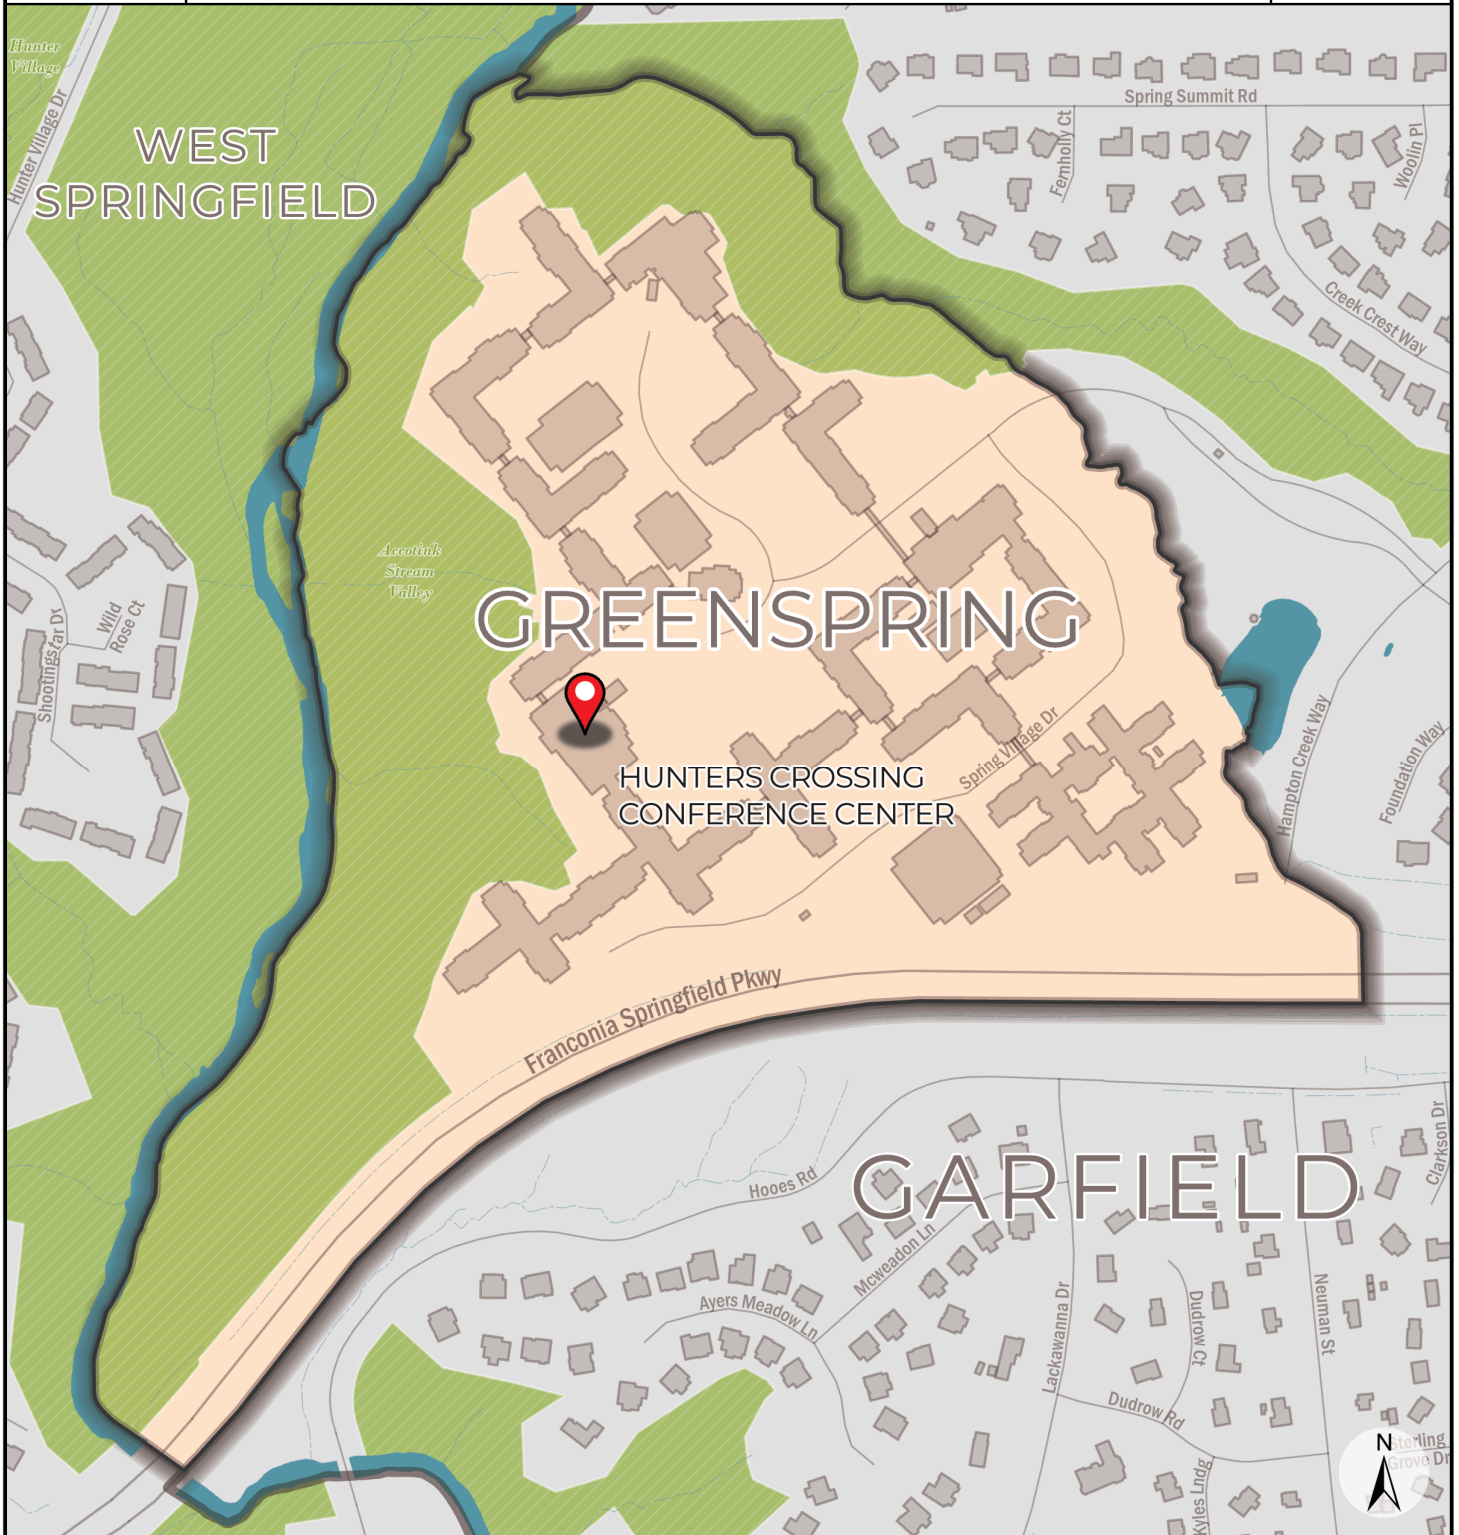 Hunter
Village
Hunter Village Dr
WEST
SPRINGFIELD
Spring Summit Rd
Fernholly Ct
Woolin Pl
Creek Crest Way
Accotink
Stream
Valley
GREENSPRING
Shootingstar Dr
Wild
Rose Ct
HUNTERS CROSSING
CONFERENCE CENTER
Spring Village Dr
Hampton Creek Way
Foundation Way
Franconia Springfield Pkwy
Hooes Rd
GARFIELD
Clarkson Dr
Mcweadon Ln
Ayers Meadow Ln
Lackawanna Dr
Dudrow Ct
Neuman St
Dudrow Rd
Kyles Lndg
N
Sterling
Grove Dr